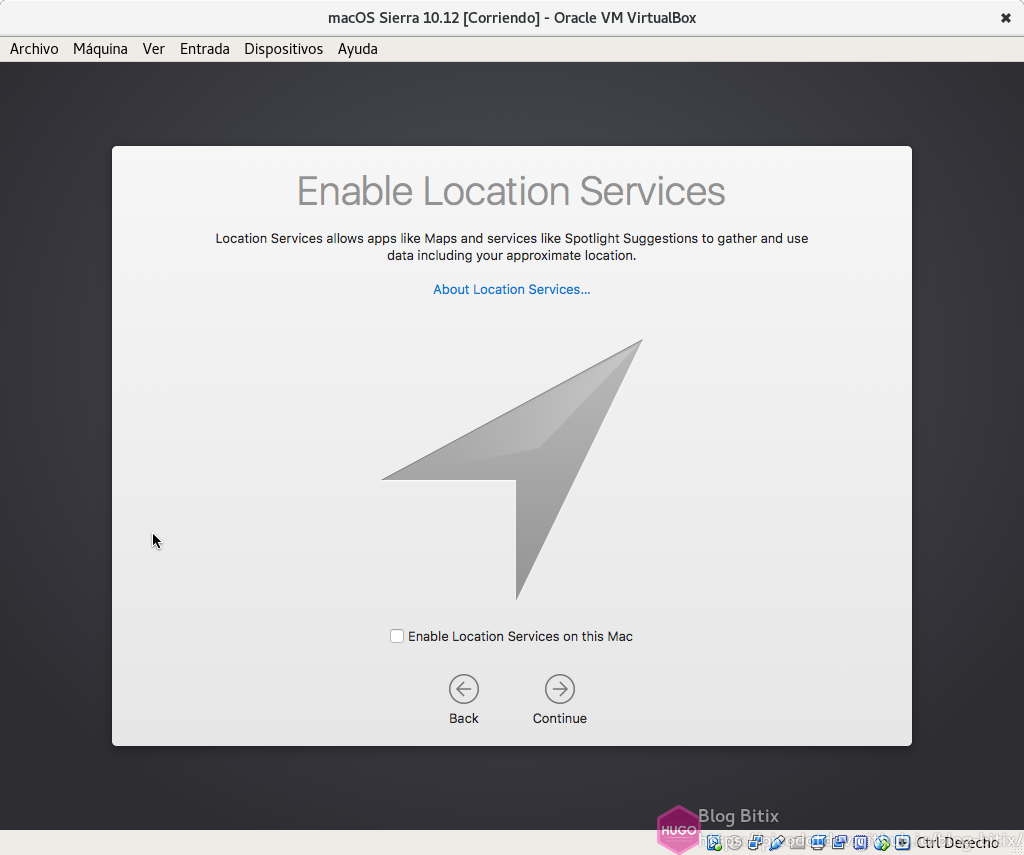 macOS Sierra 10.12 [Corriendo] - Oracle VM VirtualBox
Archivo Máquina Ver Entrada Dispositivos Ayuda
Enable Location Services
Location Services allows apps like Maps and services like Spotlight Suggestions to gather and use
data including your approximate location.
About Location Services...
Enable Location Services on this Mac
Back Continue
Blog Bitix
HUGO
Ctrl Derecho